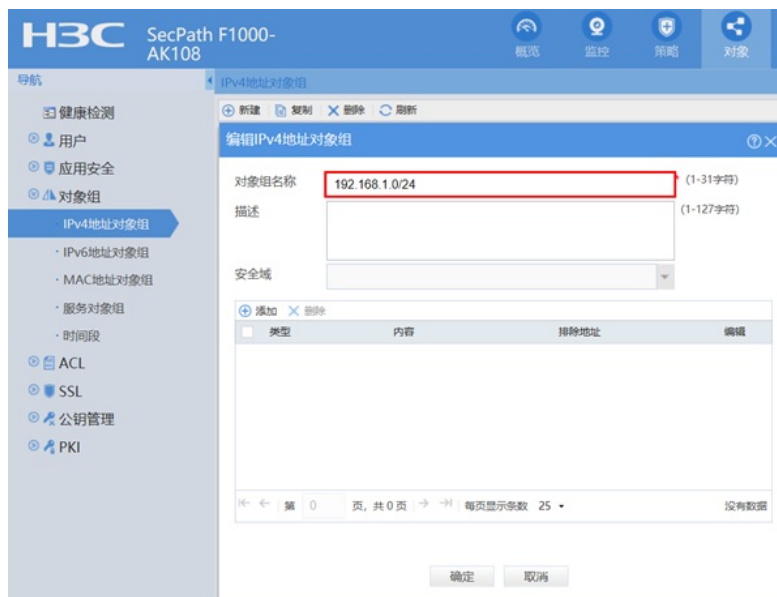 H3C SecPath F1000-
AK108
概览 监控 策略 对象
导航
IPv4地址对象组
健康检测
用户
应用安全
对象组
IPv4地址对象组
IPv6地址对象组
MAC地址对象组
服务对象组
时间段
ACL
SSL
公钥管理
PKI
新建 复制 删除 刷新
编辑IPv4地址对象组
对象组名称 192.168.1.0/24 * (1-31字符)
描述 (1-127字符)
安全域
添加 删除
类型 内容 排除地址 编辑
第 0 页, 共 0 页 每页显示条数 25 没有数据
确定 取消